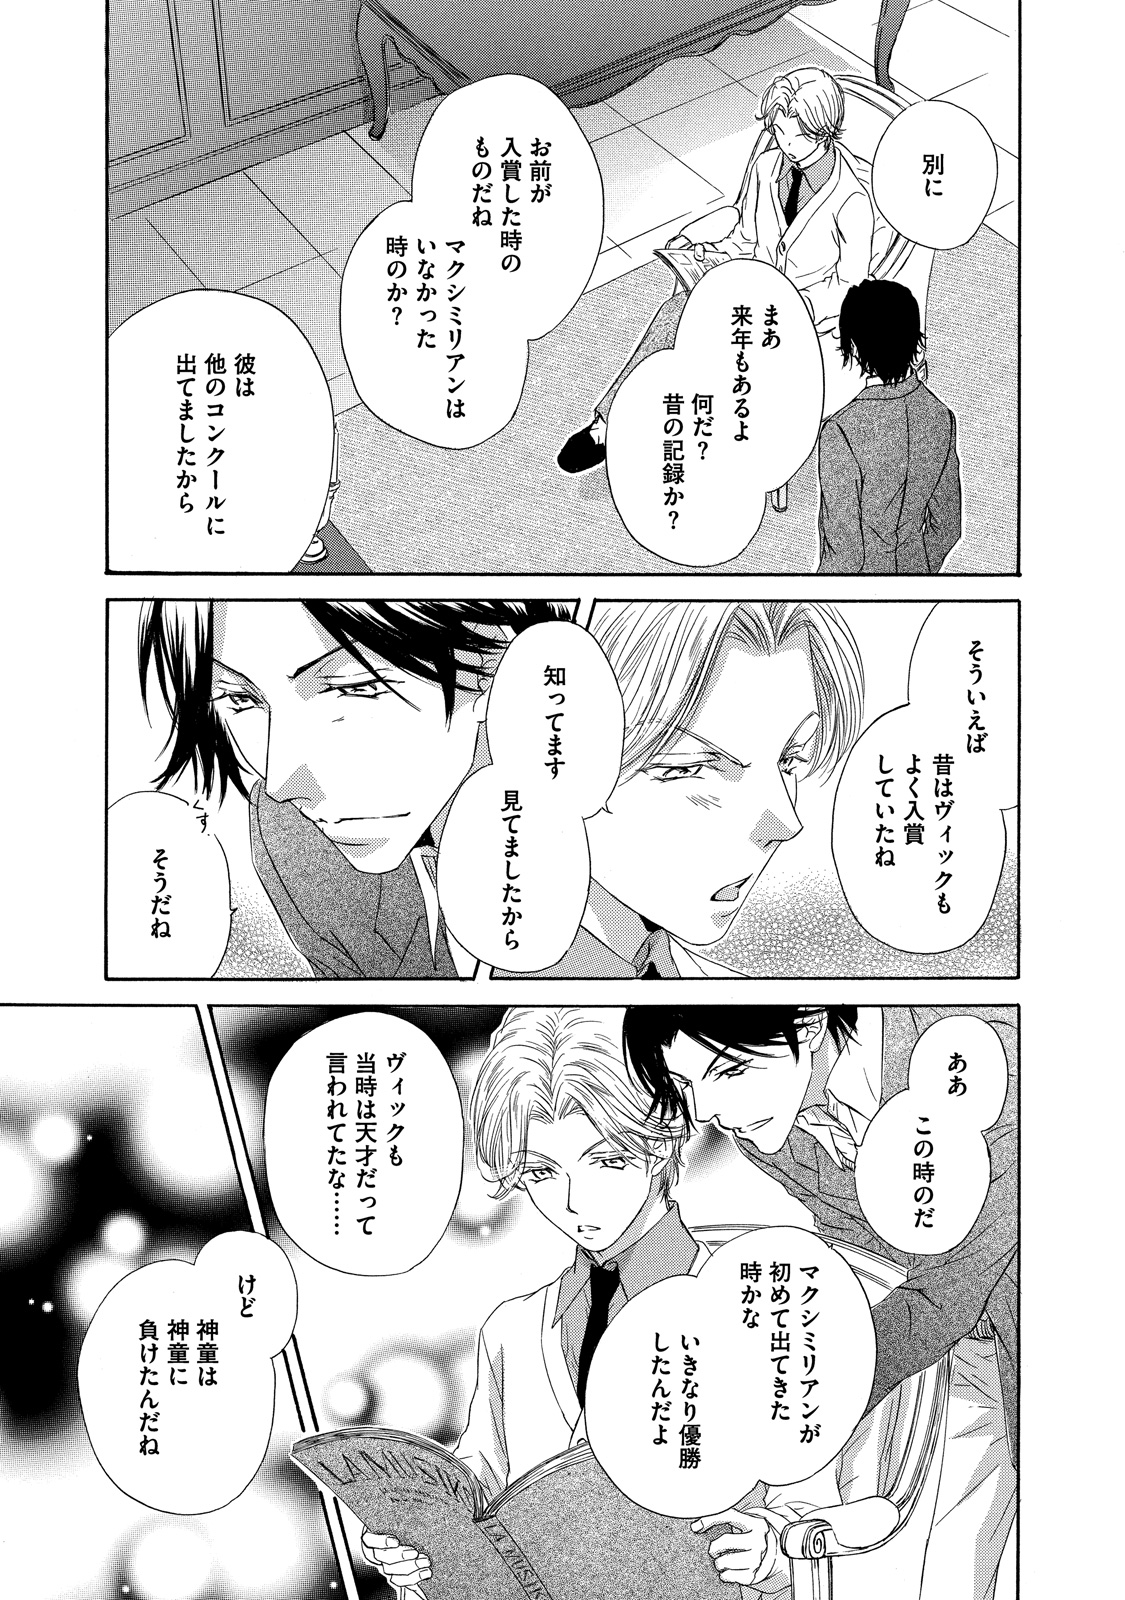 別に
まあ
来年もあるよ
何だ?
昔の記録か?
お前が
入賞した時の
ものだね
マクシミリアンは
いなかった
時のか?
彼は
他のコンクールに
出てましたから
そういえば
昔はヴィックも
よく入賞
していたね
知ってます
見てましたから
くす
そうだね
ああ
この時のだ
マクシミリアンが
初めて出てきた
時かな
いきなり優勝
したんだよ
ヴィックも
当時は天才だって
言われてたな……
けど
神童は
神童に
負けたんだね
LA MUSIK
LA MUSIK